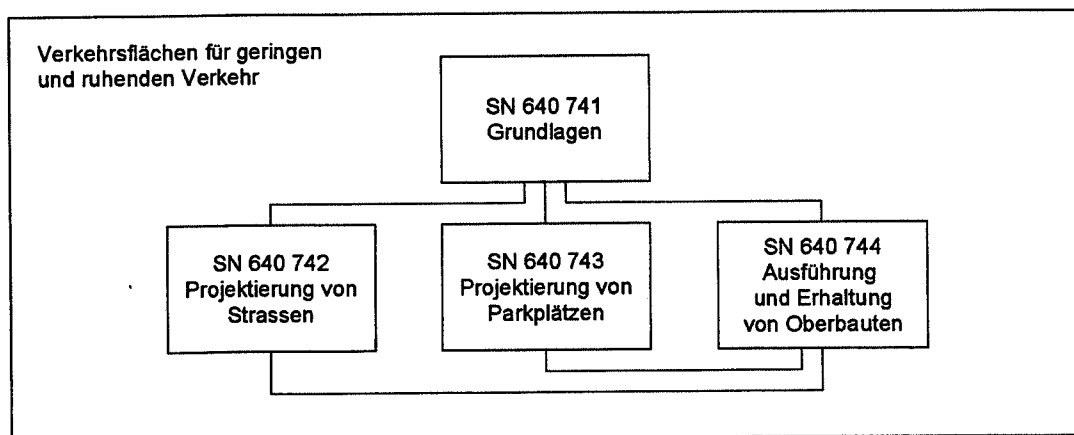 Verkehrsflächen für geringen
und ruhenden Verkehr
SN 640 741
Grundlagen
SN 640 742
Projektierung von
Strassen
SN 640 743
Projektierung von
Parkplätzen
SN 640 744
Ausführung
und Erhaltung
von Oberbauten